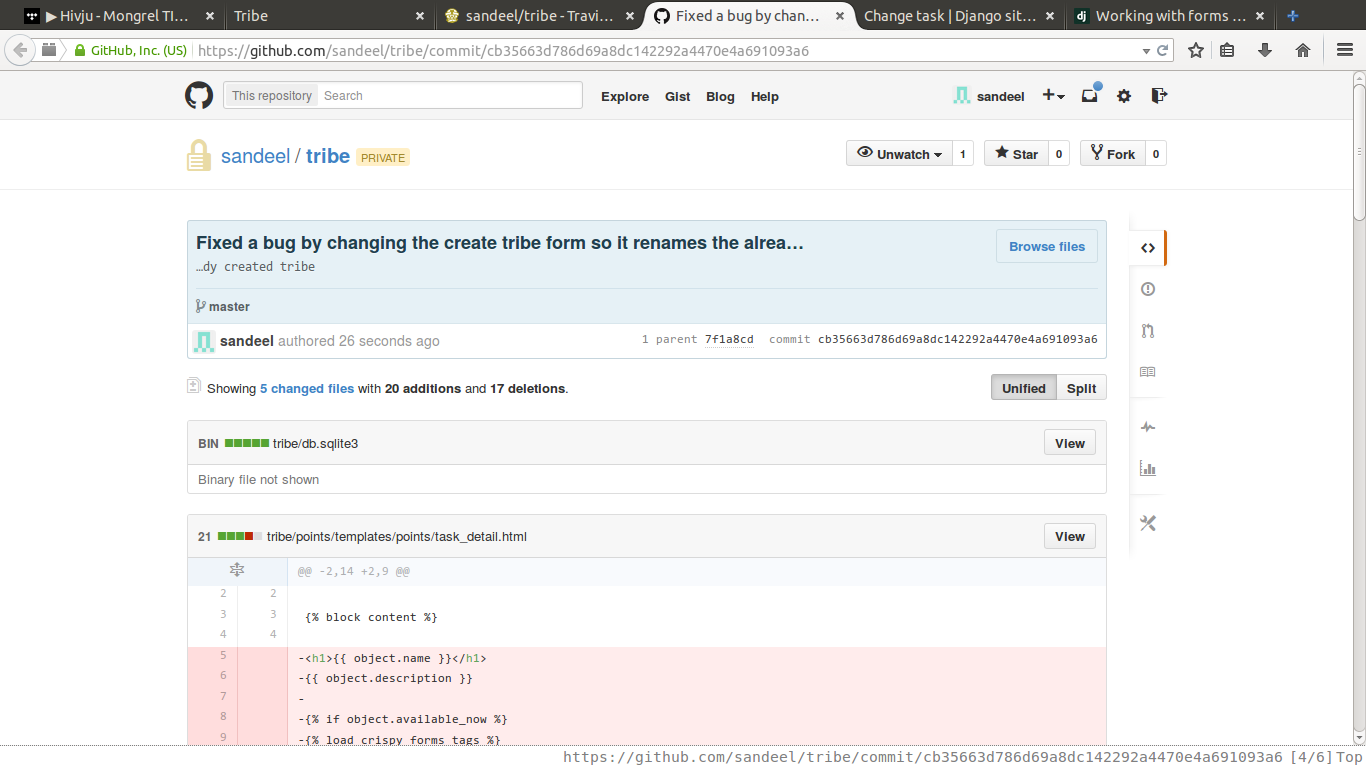 ▶ Hivju - Mongrel TI… × Tribe × sandeel/tribe - Travi… × Fixed a bug by chan… × Change task | Django sit… × dj Working with forms … ×
GitHub, Inc. (US) https://github.com/sandeel/tribe/commit/cb35663d786d69a8dc142292a4470e4a691093a6
This repository Search Explore Gist Blog Help sandeel
sandeel / tribe PRIVATE Unwatch 1 Star 0 Fork 0
Fixed a bug by changing the create tribe form so it renames the alrea… Browse files
…dy created tribe
master
sandeel authored 26 seconds ago 1 parent 7f1a8cd commit cb35663d786d69a8dc142292a4470e4a691093a6
Showing 5 changed files with 20 additions and 17 deletions. Unified Split
BIN tribe/db.sqlite3 View
Binary file not shown
21 tribe/points/templates/points/task_detail.html View
@@ -2,14 +2,9 @@
2 2
3 3 {% block content %}
4 4
5 -<h1>{{ object.name }}</h1>
6 -{{ object.description }}
7 -
8 -{% if object.available_now %}
9 -{% load crispy_forms_tags %}
https://github.com/sandeel/tribe/commit/cb35663d786d69a8dc142292a4470e4a691093a6 [4/6] Top